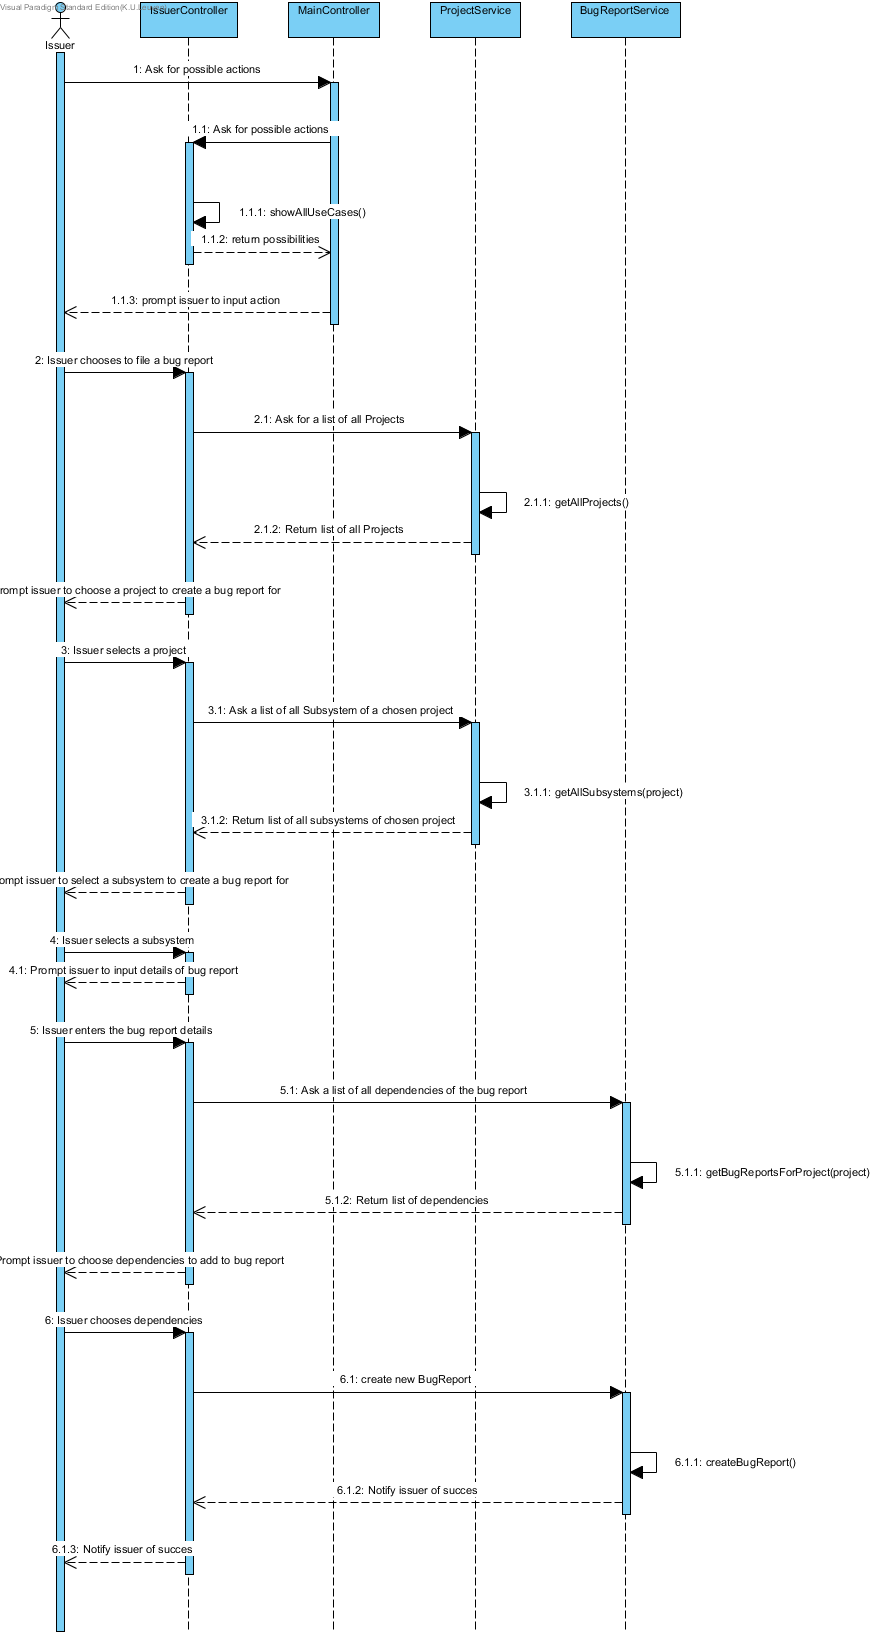 Visual Paradigm Standard Edition(K.U.Leuven)
IssuerController
MainController
ProjectService
BugReportService
Issuer
1: Ask for possible actions
1.1: Ask for possible actions
1.1.1: showAllUseCases()
1.1.2: return possibilities
1.1.3: prompt issuer to input action
2: Issuer chooses to file a bug report
2.1: Ask for a list of all Projects
2.1.1: getAllProjects()
2.1.2: Return list of all Projects
rompt issuer to choose a project to create a bug report for
3: Issuer selects a project
3.1: Ask a list of all Subsystem of a chosen project
3.1.1: getAllSubsystems(project)
3.1.2: Return list of all subsystems of chosen project
ompt issuer to select a subsystem to create a bug report for
4: Issuer selects a subsystem
4.1: Prompt issuer to input details of bug report
5: Issuer enters the bug report details
5.1: Ask a list of all dependencies of the bug report
5.1.1: getBugReportsForProject(project)
5.1.2: Return list of dependencies
Prompt issuer to choose dependencies to add to bug report
6: Issuer chooses dependencies
6.1: create new BugReport
6.1.1: createBugReport()
6.1.2: Notify issuer of succes
6.1.3: Notify issuer of succes